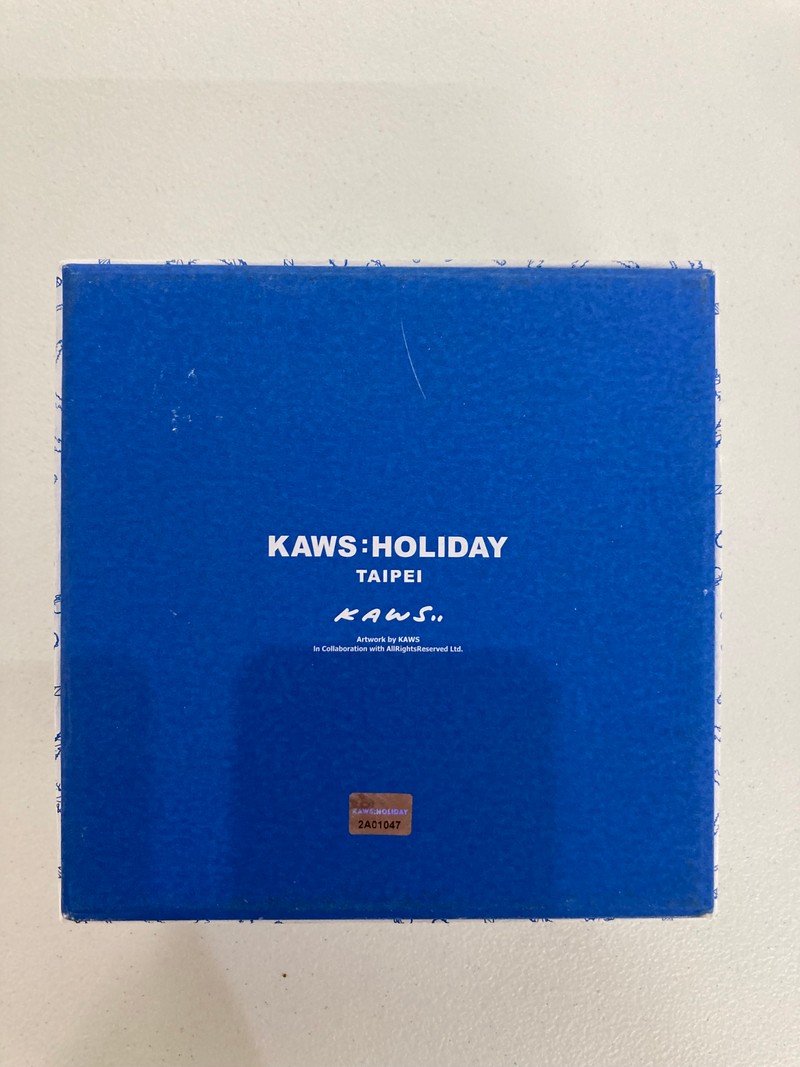 KAWS:HOLIDAY
TAIPEI
KAWS..
Artwork by KAWS
In Collaboration with AllRightsReserved Ltd.
KAWS:HOLIDAY
2A01047